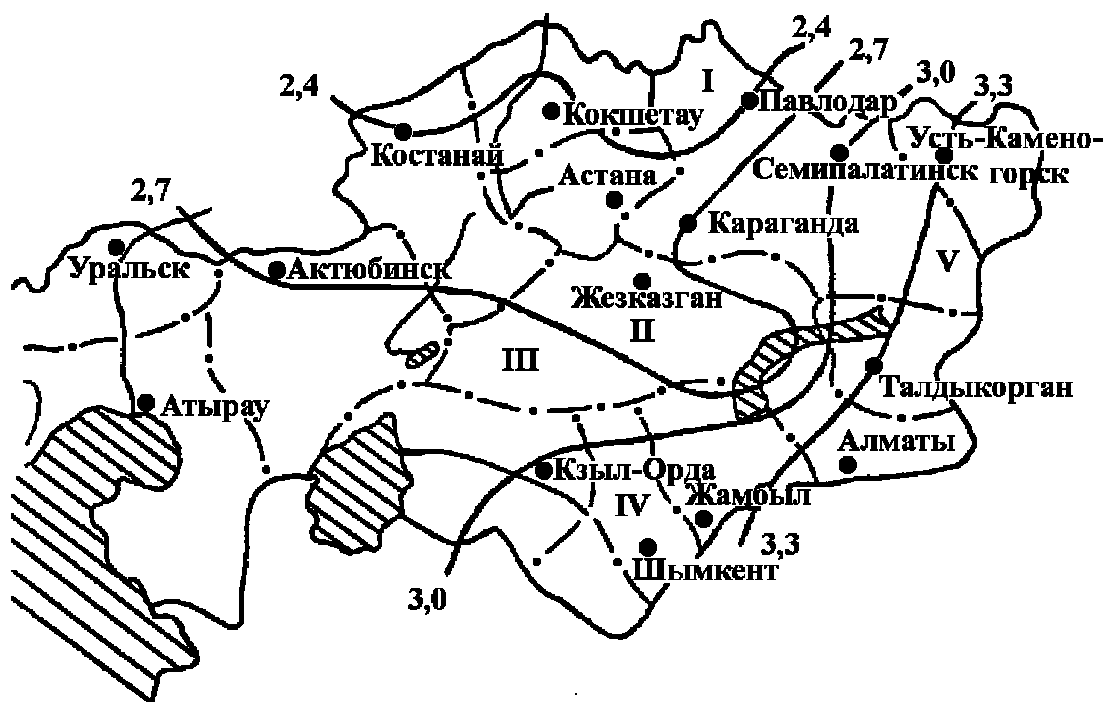 2,4
2,7
3,0
3,3
2,4
I
Павлодар
Кокшетау
Костанай
Усть-Камено-
горск
Семипалатинск
Астана
2,7
Караганда
Уральск
Актюбинск
V
Жезказган
II
III
Талдыкорган
Атырау
Алматы
Кзыл-Орда
IV
Жамбыл
3,3
Шымкент
3,0